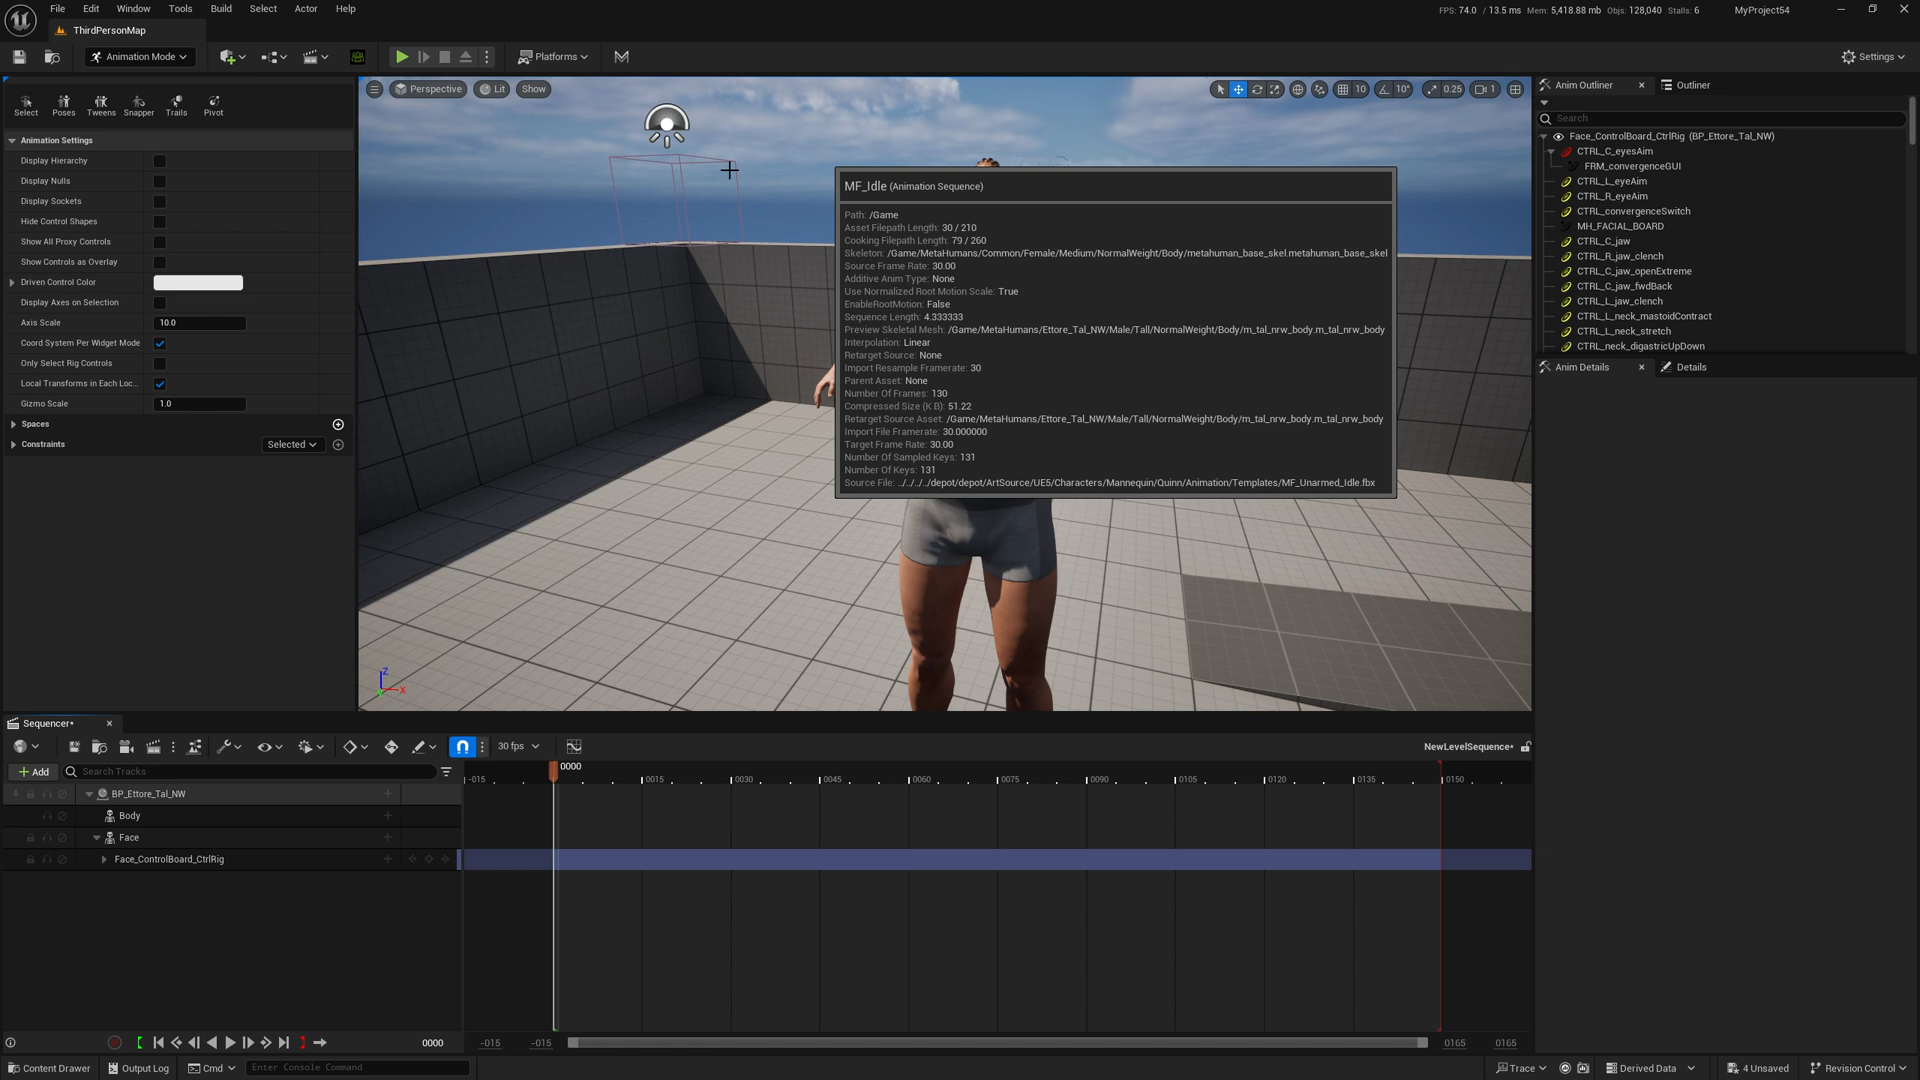 File Edit Window Tools Build Select Actor Help
FPS: 74.0 / 13.5 ms Mem: 5,418.88 mb Objs: 128,040 Stalls: 6 MyProject54
ThirdPersonMap
Animation Mode
Platforms
Settings
Select Poses Tweens Snapper Trails Pivot
Animation Settings
Display Hierarchy
Display Nulls
Display Sockets
Hide Control Shapes
Show All Proxy Controls
Show Controls as Overlay
Driven Control Color
Display Axes on Selection
Axis Scale 10.0
Coord System Per Widget Mode
Only Select Rig Controls
Local Transforms in Each Loc...
Gizmo Scale 1.0
Spaces
Constraints Selected
Perspective Lit Show
10 10° 0.25 1
MF_Idle (Animation Sequence)
Path: /Game
Asset Filepath Length: 30 / 210
Cooking Filepath Length: 79 / 260
Skeleton: /Game/MetaHumans/Common/Female/Medium/NormalWeight/Body/metahuman_base_skel.metahuman_base_skel
Source Frame Rate: 30.00
Additive Anim Type: None
Use Normalized Root Motion Scale: True
EnableRootMotion: False
Sequence Length: 4.333333
Preview Skeletal Mesh: /Game/MetaHumans/Ettore_Tal_NW/Male/Tall/NormalWeight/Body/m_tal_nrw_body.m_tal_nrw_body
Interpolation: Linear
Retarget Source: None
Import Resample Framerate: 30
Parent Asset: None
Number Of Frames: 130
Compressed Size (K B): 51.22
Retarget Source Asset: /Game/MetaHumans/Ettore_Tal_NW/Male/Tall/NormalWeight/Body/m_tal_nrw_body.m_tal_nrw_body
Import File Framerate: 30.000000
Target Frame Rate: 30.00
Number Of Sampled Keys: 131
Number Of Keys: 131
Source File: ../../../../depot/depot/ArtSource/UE5/Characters/Mannequin/Quinn/Animation/Templates/MF_Unarmed_Idle.fbx
Z
X
Anim Outliner Outliner
Search
Face_ControlBoard_CtrlRig (BP_Ettore_Tal_NW)
CTRL_C_eyesAim
FRM_convergenceGUI
CTRL_L_eyeAim
CTRL_R_eyeAim
CTRL_convergenceSwitch
MH_FACIAL_BOARD
CTRL_C_jaw
CTRL_R_jaw_clench
CTRL_C_jaw_openExtreme
CTRL_C_jaw_fwdBack
CTRL_L_jaw_clench
CTRL_L_neck_mastoidContract
CTRL_L_neck_stretch
CTRL_neck_digastricUpDown
Anim Details Details
Sequencer*
30 fps
NewLevelSequence*
+ Add Search Tracks
-015 0000 0015 0030 0045 0060 0075 0090 0105 0120 0135 0150
BP_Ettore_Tal_NW
Body
Face
Face_ControlBoard_CtrlRig
0000 -015 -015 0165 0165
Content Drawer Output Log Cmd Enter Console Command
Trace Derived Data 4 Unsaved Revision Control